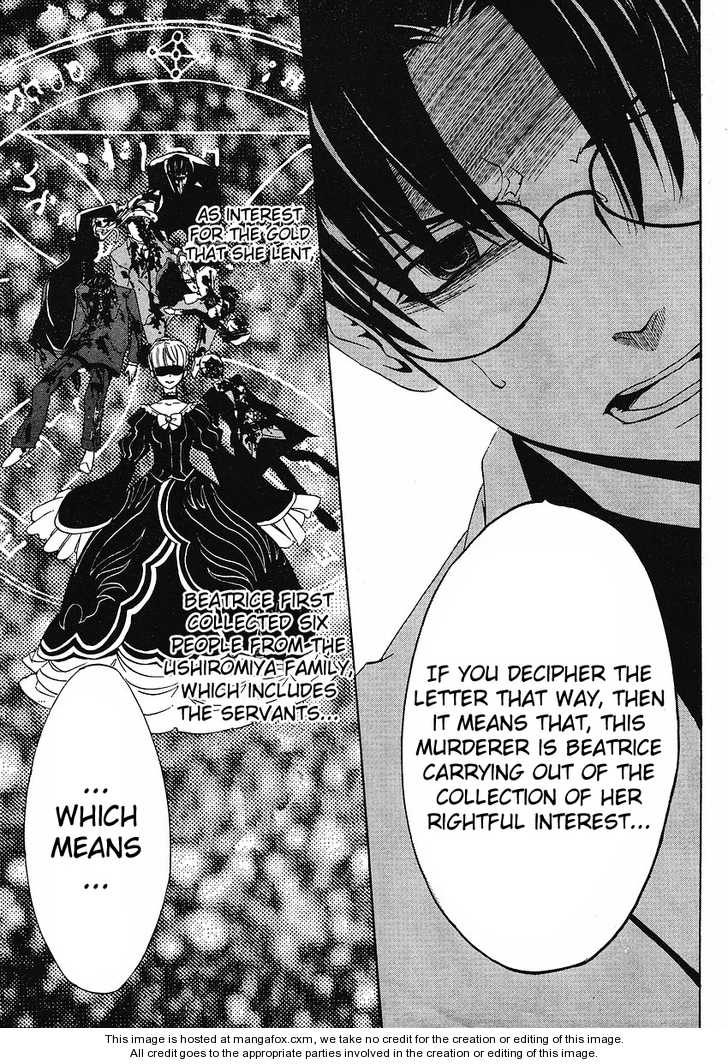 IF YOU DECIPHER THE
LETTER THAT WAY, THEN
IT MEANS THAT, THIS
MURDERER IS BEATRICE
CARRYING OUT OF THE
COLLECTION OF HER
RIGHTFUL INTEREST...
AS INTEREST
FOR THE GOLD
THAT SHE LENT,
BEATRICE FIRST
COLLECTED SIX
PEOPLE FROM THE
USHIROMIYA FAMILY,
WHICH INCLUDES
THE SERVANTS...
...
WHICH
MEANS
...
This image is hosted at mangafox.cxm, we take no credit for the creation or editing of this image.
All credit goes to the appropriate parties involved in the creation of editing of this image.